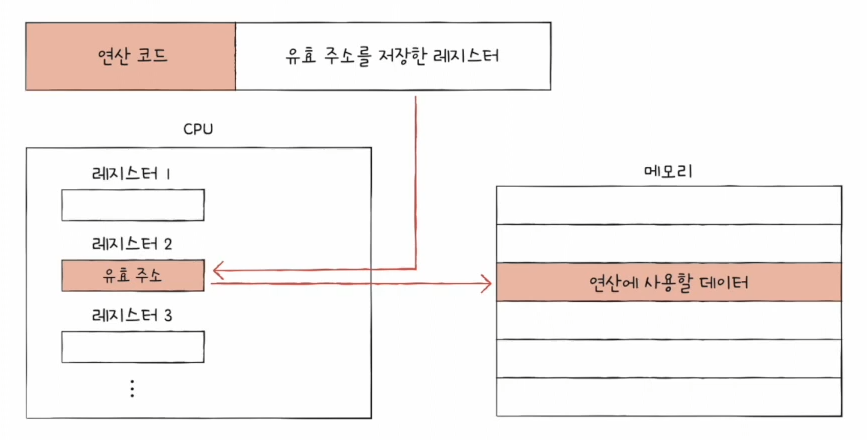 연산 코드
유효 주소를 저장한 레지스터
CPU
레지스터 1
레지스터 2
유효 주소
레지스터 3
⋮
메모리
연산에 사용할 데이터